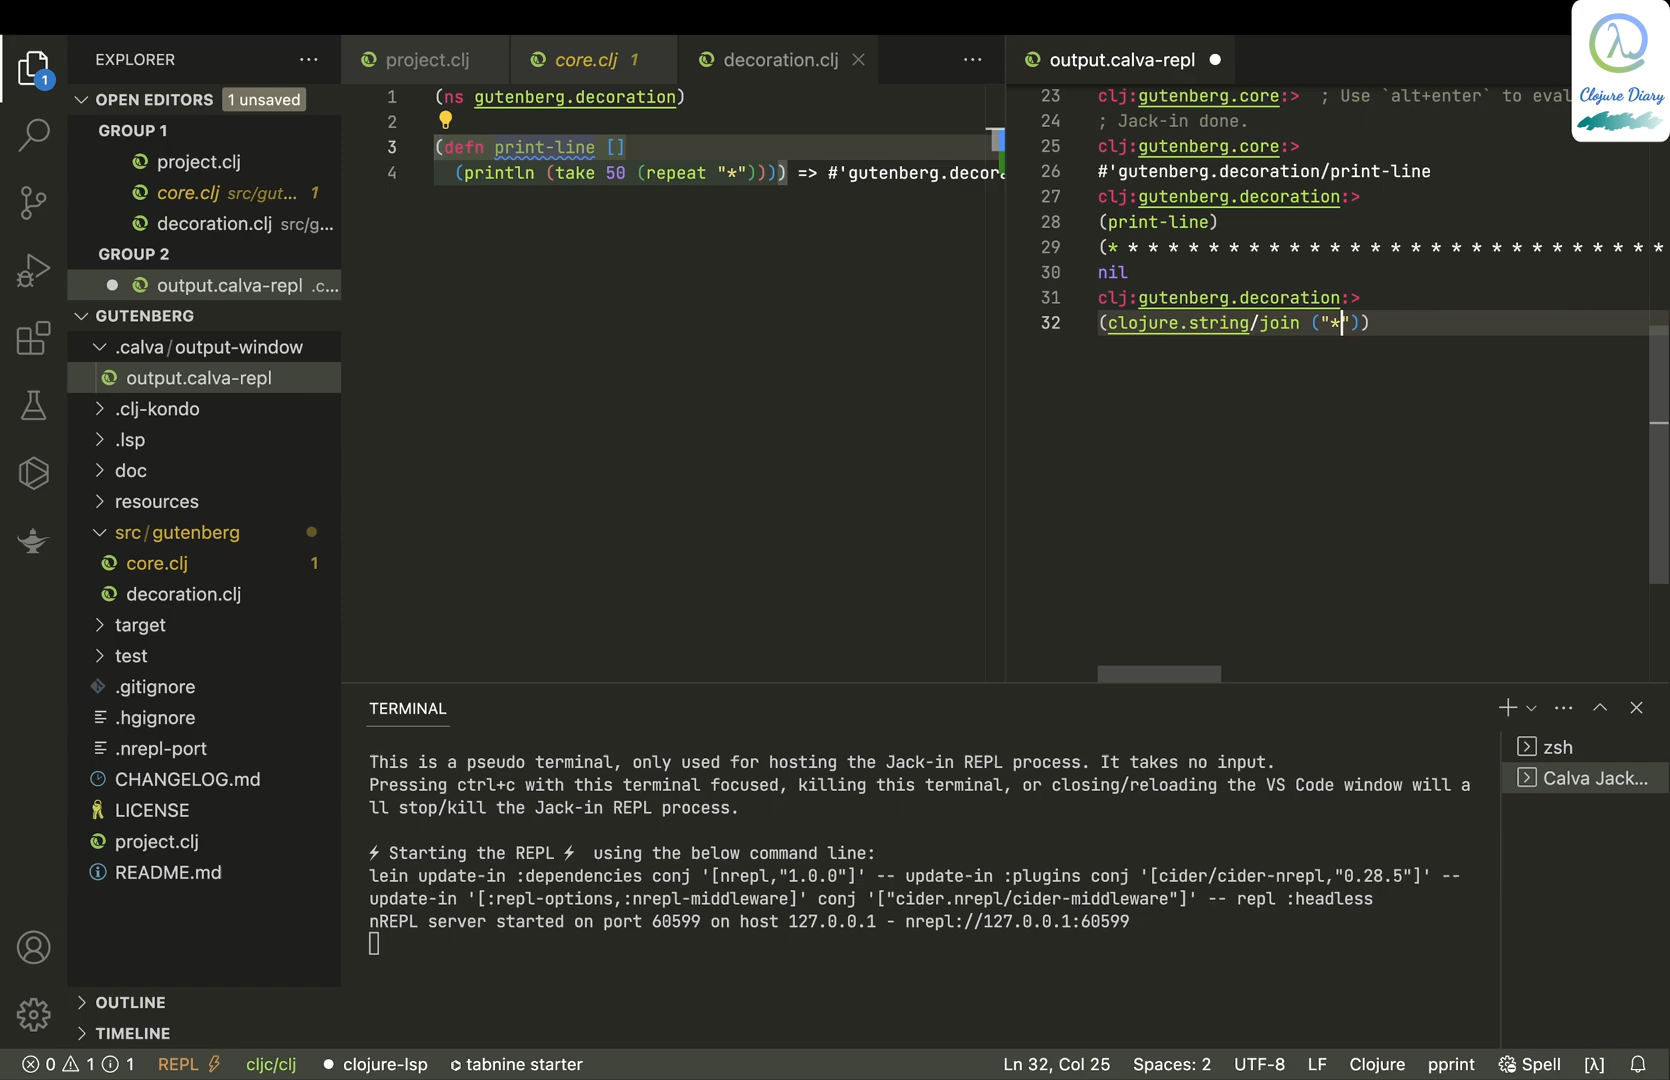 EXPLORER
1
OPEN EDITORS 1 unsaved
GROUP 1
project.clj
core.clj src/gut... 1
decoration.clj src/g...
GROUP 2
output.calva-repl .c...
GUTENBERG
.calva/output-window
output.calva-repl
.clj-kondo
.lsp
doc
resources
src/gutenberg
core.clj 1
decoration.clj
target
test
.gitignore
.hgignore
.nrepl-port
CHANGELOG.md
LICENSE
project.clj
README.md
OUTLINE
TIMELINE
project.clj core.clj 1 decoration.clj
1 (ns gutenberg.decoration)
2
3 (defn print-line []
4 (println (take 50 (repeat "*")))) => #'gutenberg.decor
output.calva-repl
23 clj:gutenberg.core:> ; Use `alt+enter` to eval
24 ; Jack-in done.
25 clj:gutenberg.core:>
26 #'gutenberg.decoration/print-line
27 clj:gutenberg.decoration:>
28 (print-line)
29 (* * * * * * * * * * * * * * * * * * * * * * * * * * * *
30 nil
31 clj:gutenberg.decoration:>
32 (clojure.string/join ("*"))
λ
Clojure Diary
TERMINAL
This is a pseudo terminal, only used for hosting the Jack-in REPL process. It takes no input.
Pressing ctrl+c with this terminal focused, killing this terminal, or closing/reloading the VS Code window will a
ll stop/kill the Jack-in REPL process.
⚡ Starting the REPL ⚡ using the below command line:
lein update-in :dependencies conj '[nrepl,"1.0.0"]' -- update-in :plugins conj '[cider/cider-nrepl,"0.28.5"]' --
update-in '[:repl-options,:nrepl-middleware]' conj '["cider.nrepl/cider-middleware"]' -- repl :headless
nREPL server started on port 60599 on host 127.0.0.1 - nrepl://127.0.0.1:60599
zsh
Calva Jack...
0 1 1 REPL cljc/clj clojure-lsp tabnine starter Ln 32, Col 25 Spaces: 2 UTF-8 LF Clojure pprint Spell [λ]